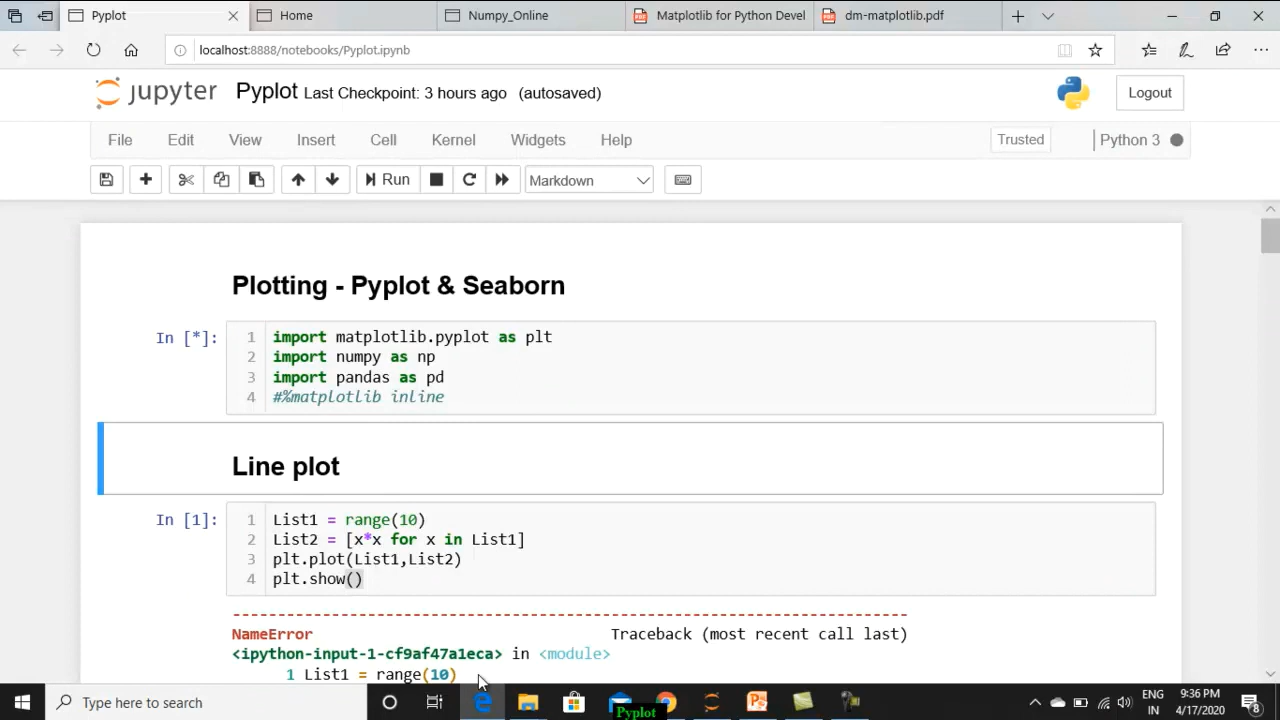 Pyplot
Home
Numpy_Online
Matplotlib for Python Devel
dm-matplotlib.pdf
localhost:8888/notebooks/Pyplot.ipynb
jupyter Pyplot Last Checkpoint: 3 hours ago (autosaved)
Logout
File Edit View Insert Cell Kernel Widgets Help
Trusted
Python 3
Run
Markdown
Plotting - Pyplot & Seaborn
In [*]:
1 import matplotlib.pyplot as plt
2 import numpy as np
3 import pandas as pd
4 #%matplotlib inline
Line plot
In [1]:
1 List1 = range(10)
2 List2 = [x*x for x in List1]
3 plt.plot(List1,List2)
4 plt.show()
---------------------------------------------------------------------------
NameError Traceback (most recent call last)
<ipython-input-1-cf9af47a1eca> in <module>
1 List1 = range(10)
Type here to search
Pyplot
ENG
IN
9:36 PM
4/17/2020
8